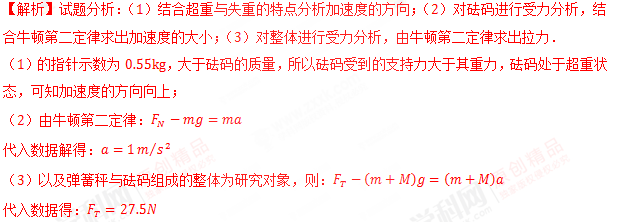 【解析】试题分析：（1）结合超重与失重的特点分析加速度的方向；（2）对砝码进行受力分析，结
合牛顿第二定律求出加速度的大小；（3）对整体进行受力分析，由牛顿第二定律求出拉力．
（1）的指针示数为 0.55kg，大于砝码的质量，所以砝码受到的支持力大于其重力，砝码处于超重状
态，可知加速度的方向向上；
（2）由牛顿第二定律：F_N − mg = ma
代入数据解得：a = 1 m/s²
（3）以及弹簧秤与砝码组成的整体为研究对象，则：F_T − (m + M)g = (m + M)a
代入数据得：F_T = 27.5N